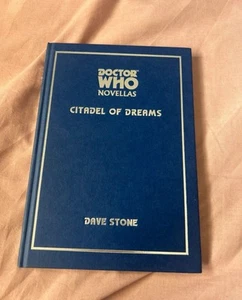 DOCTOR
WHO
NOVELLAS
CITADEL OF DREAMS
DAVE STONE